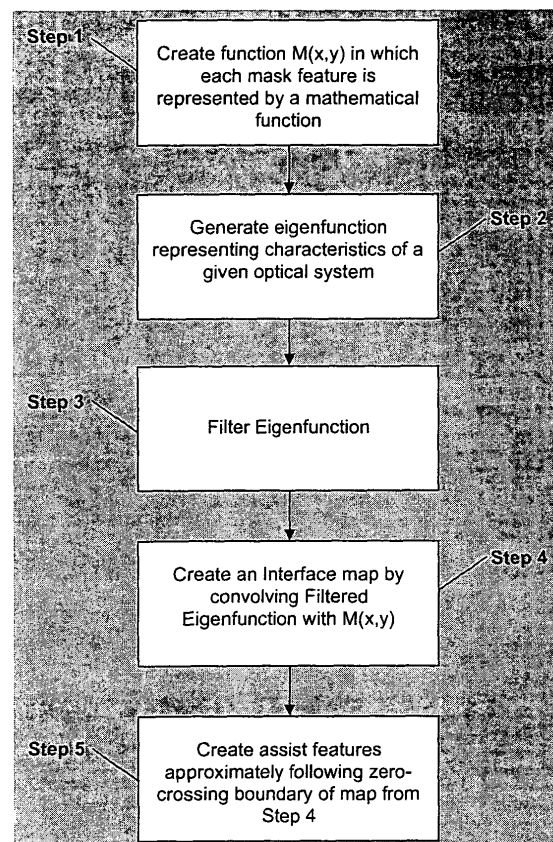 Step 1
Create function M(x,y) in which
each mask feature is
represented by a mathematical
function
Step 2
Generate eigenfunction
representing characteristics of a
given optical system
Step 3
Filter Eigenfunction
Step 4
Create an Interface map by
convolving Filtered
Eigenfunction with M(x,y)
Step 5
Create assist features
approximately following zero-
crossing boundary of map from
Step 4